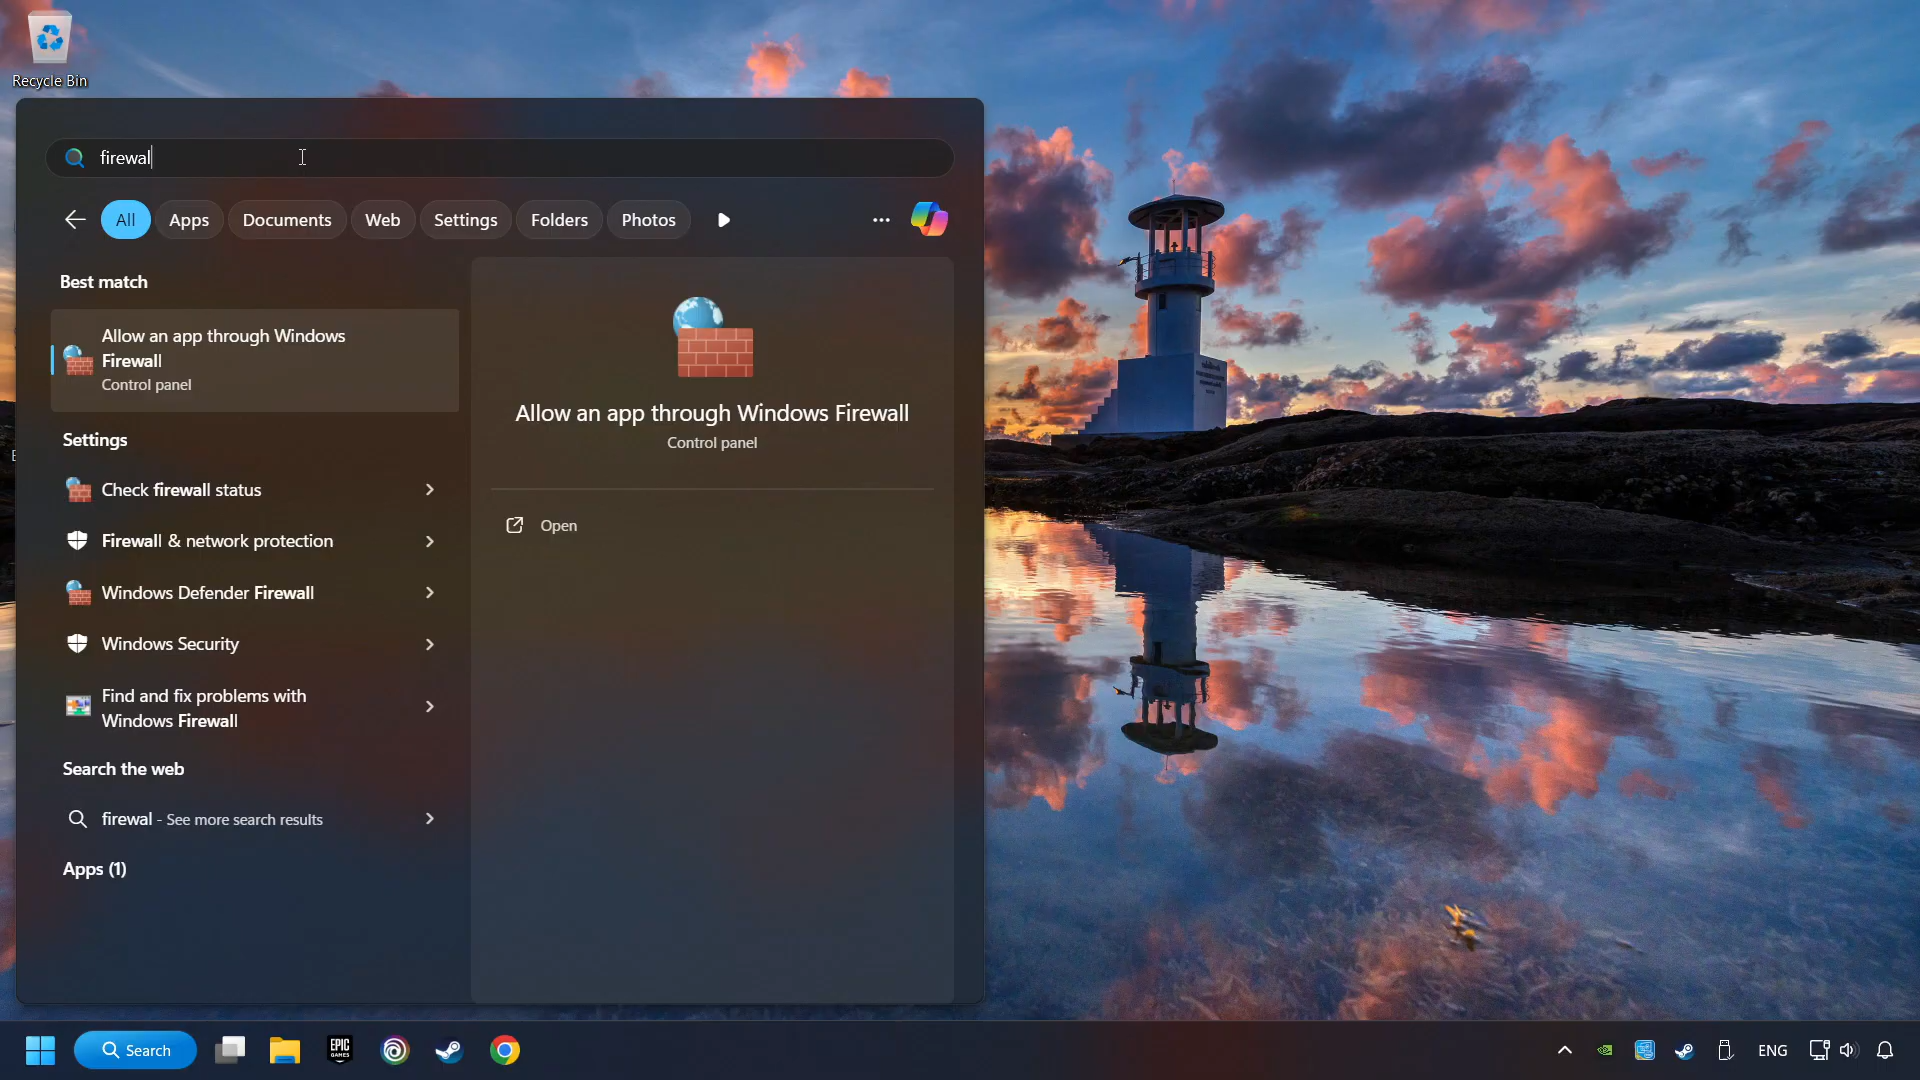 Recycle Bin
firewal
All
Apps
Documents
Web
Settings
Folders
Photos
Best match
Allow an app through Windows
Firewall
Control panel
Settings
Check firewall status
Firewall & network protection
Windows Defender Firewall
Windows Security
Find and fix problems with
Windows Firewall
Search the web
firewal - See more search results
Apps (1)
Allow an app through Windows Firewall
Control panel
Open
Search
EPIC
GAMES
ENG